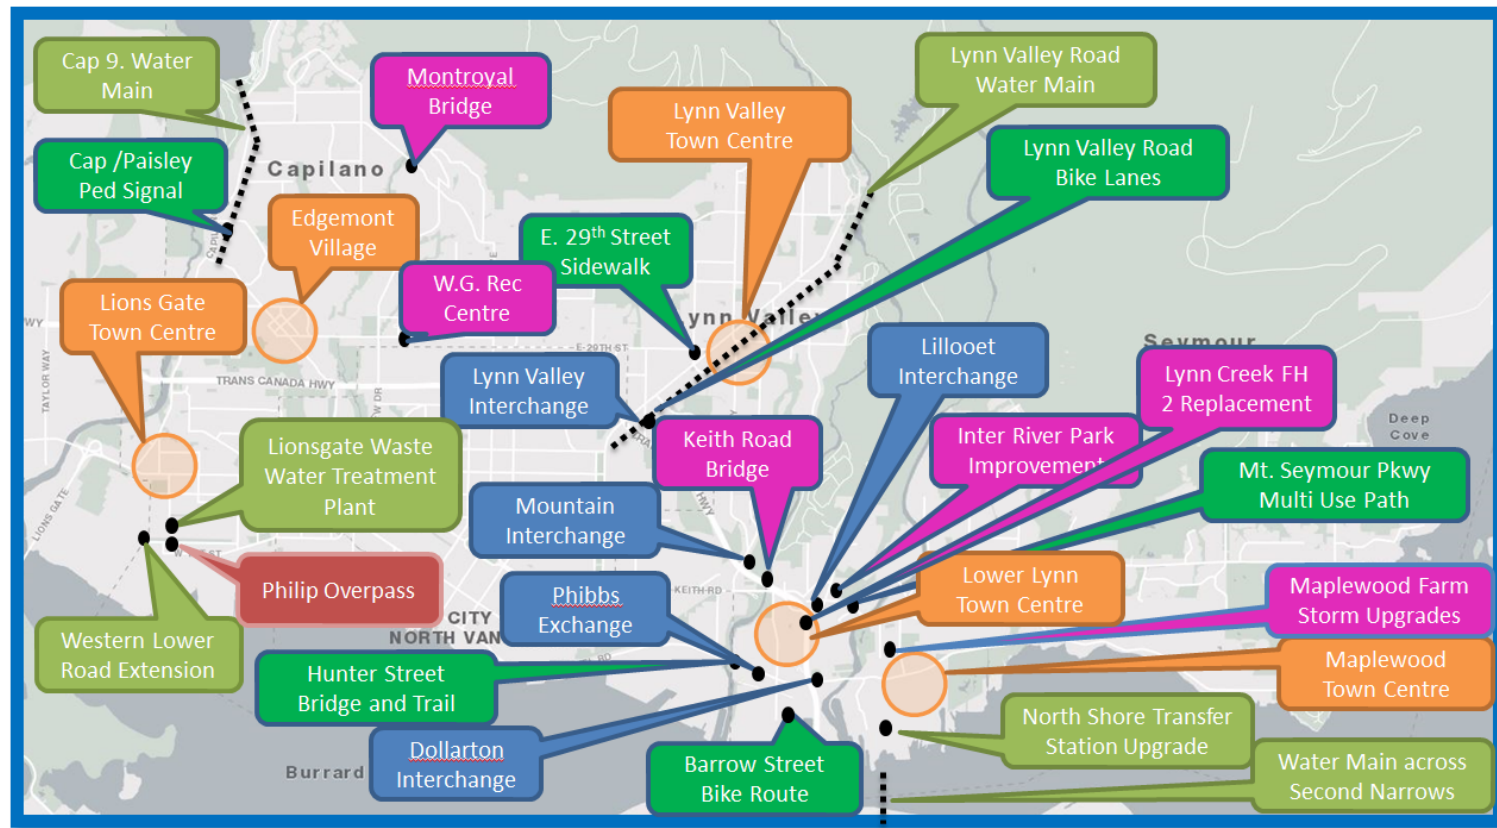 Cap 9. Water
Main
Montroyal
Bridge
Lynn Valley
Town Centre
Lynn Valley Road
Water Main
Cap /Paisley
Ped Signal
Capilano
Lynn Valley Road
Bike Lanes
Edgemont
Village
E. 29th Street
Sidewalk
W.G. Rec
Centre
Lions Gate
Town Centre
ynn Valley
Seymour
Lillooet
Interchange
E-29TH-ST
Lynn Valley
Interchange
TRANS CANADA HWY
TAYLOR WAY
Lynn Creek FH
2 Replacement
Deep
Cove
Keith Road
Bridge
Inter River Park
Improvement
Lionsgate Waste
Water Treatment
Plant
Mt. Seymour Pkwy
Multi Use Path
HWY
LIONS GATE
Mountain
Interchange
Philip Overpass
KEITH-RD
Phibbs
Exchange
Lower Lynn
Town Centre
Maplewood Farm
Storm Upgrades
CITY
NORTH VAN
Western Lower
Road Extension
Hunter Street
Bridge and Trail
Maplewood
Town Centre
North Shore Transfer
Station Upgrade
Dollarton
Interchange
Burrard
Barrow Street
Bike Route
Water Main across
Second Narrows